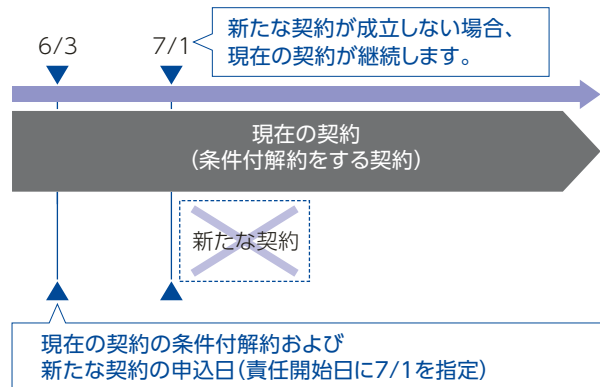 6/3
7/1
新たな契約が成立しない場合、
現在の契約が継続します。
現在の契約
(条件付解約をする契約)
新たな契約
現在の契約の条件付解約および
新たな契約の申込日(責任開始日に7/1を指定)